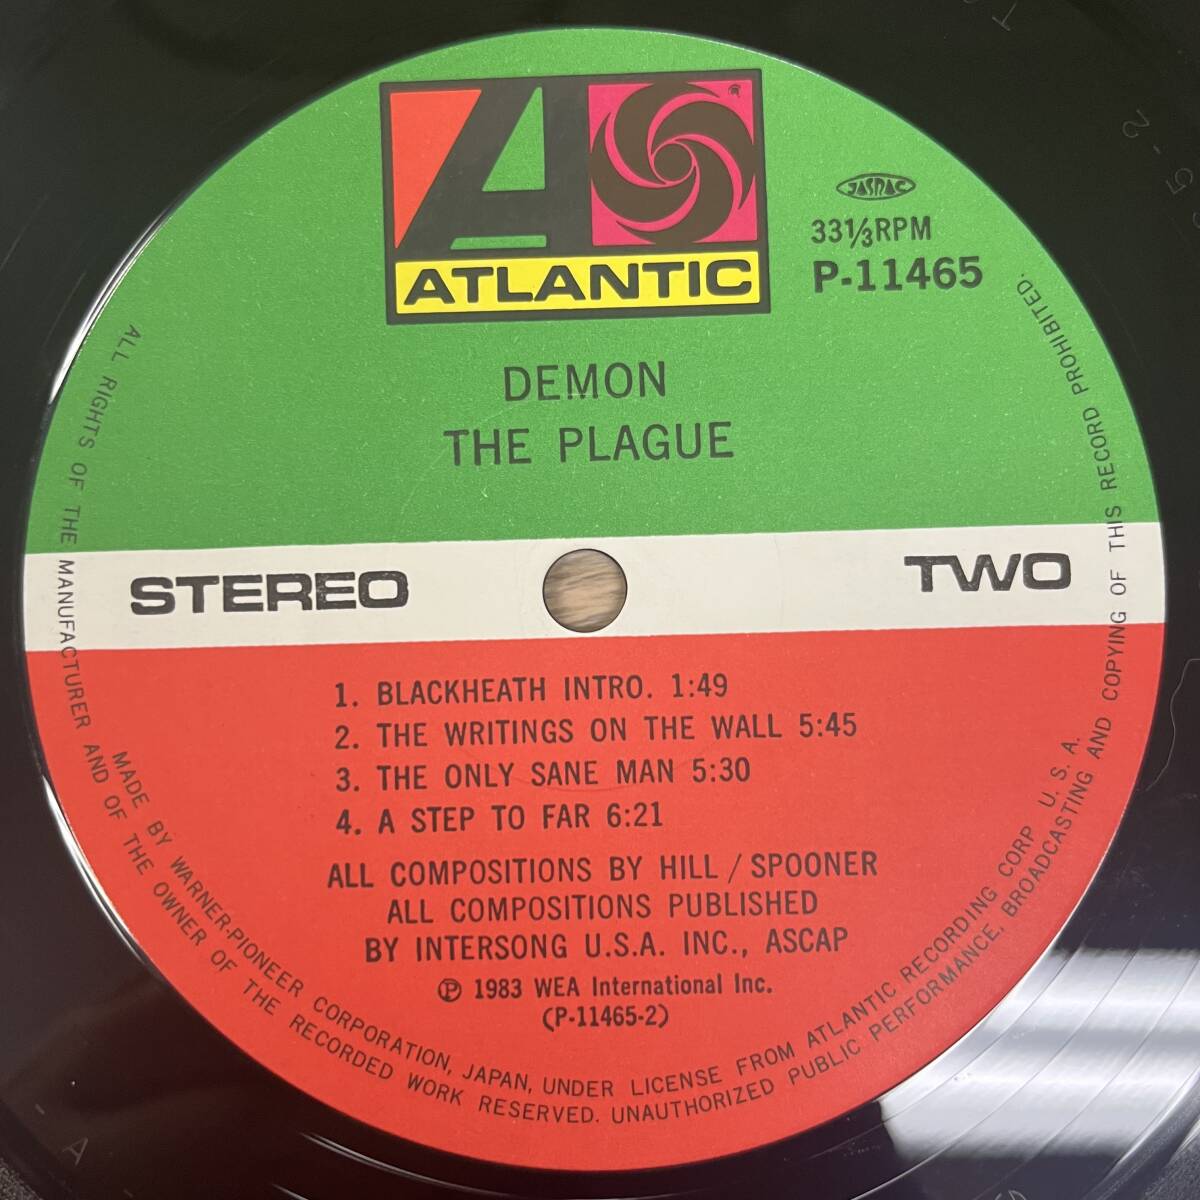 ATLANTIC
JASRAC
33⅓RPM
P-11465
DEMON
THE PLAGUE
STEREO
TWO
1. BLACKHEATH INTRO. 1:49
2. THE WRITINGS ON THE WALL 5:45
3. THE ONLY SANE MAN 5:30
4. A STEP TO FAR 6:21
ALL COMPOSITIONS BY HILL / SPOONER
ALL COMPOSITIONS PUBLISHED
BY INTERSONG U.S.A. INC., ASCAP
℗ 1983 WEA International Inc.
(P-11465-2)
MADE BY WARNER-PIONEER CORPORATION, JAPAN, UNDER LICENSE FROM ATLANTIC RECORDING CORP U. S. A.
ALL RIGHTS OF THE MANUFACTURER AND OF THE OWNER OF THE RECORDED WORK RESERVED. UNAUTHORIZED PUBLIC PERFORMANCE, BROADCASTING AND COPYING OF THIS RECORD PROHIBITED.